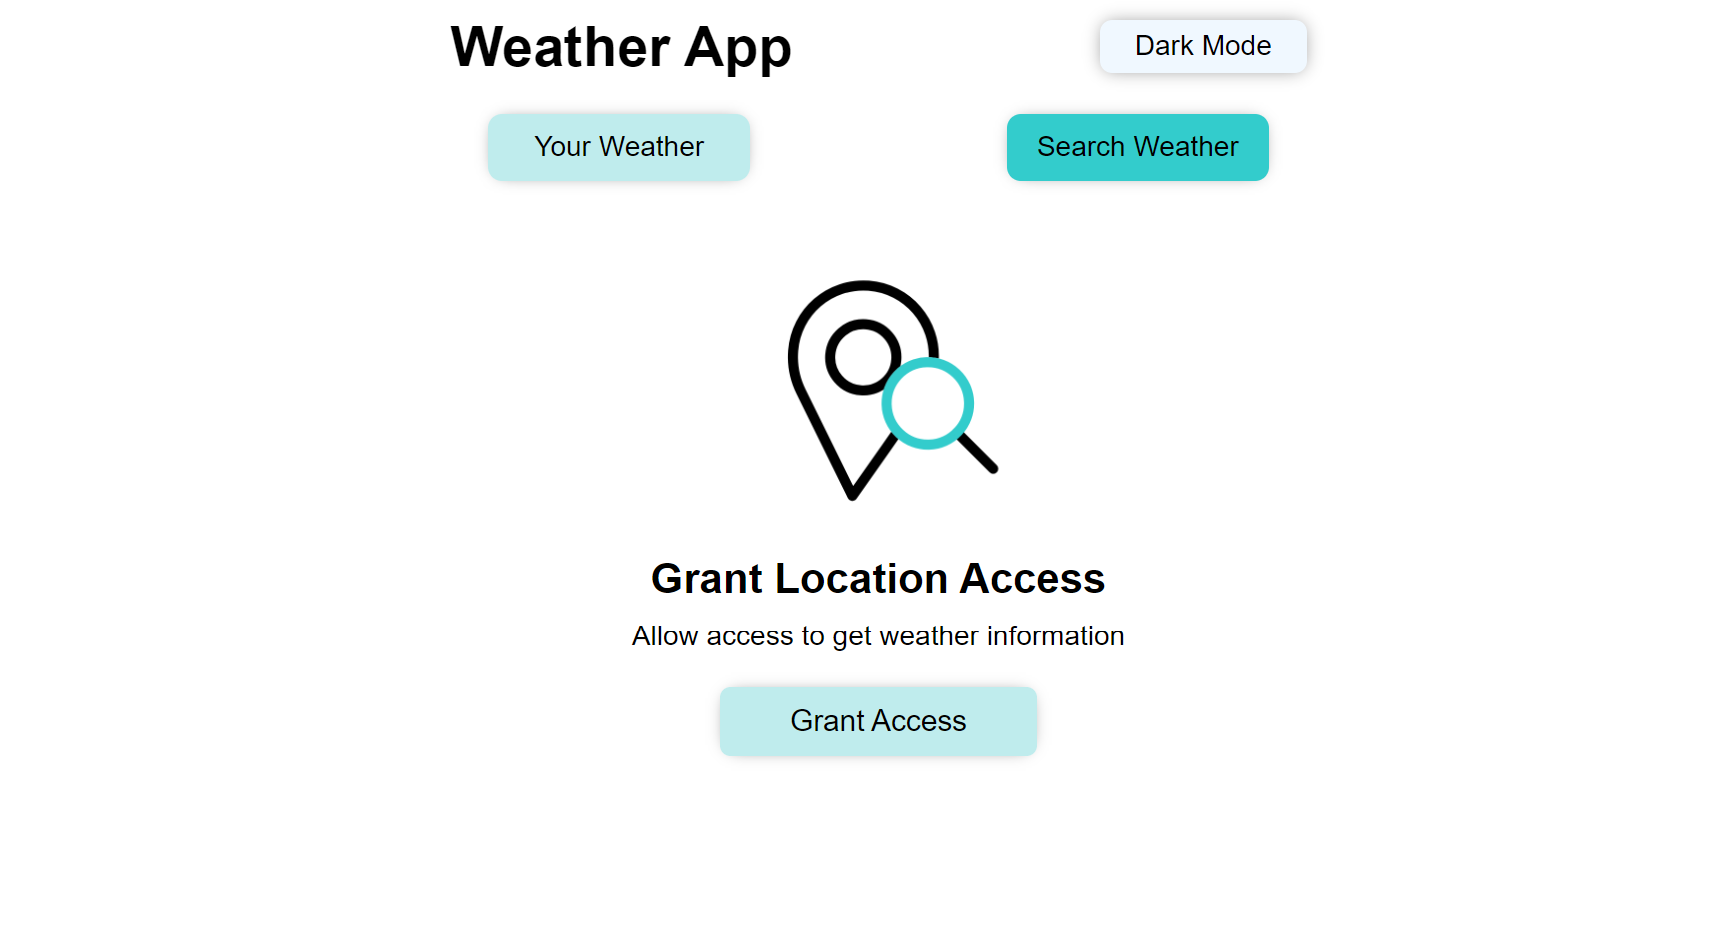 Weather App
Dark Mode
Your Weather
Search Weather
Grant Location Access
Allow access to get weather information
Grant Access